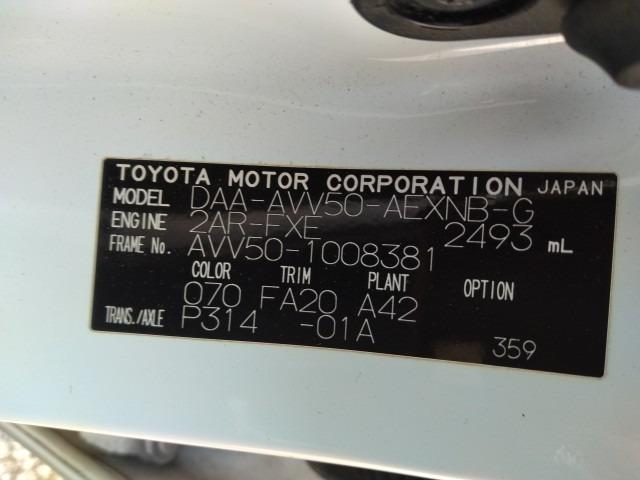 TOYOTA MOTOR CORPORATION JAPAN
MODEL DAA-AVV50-AEXNB-G
ENGINE 2AR-FXE 2493 mL
FRAME No. AVV50-1008381
COLOR TRIM PLANT OPTION
070 FA20 A42
TRANS./AXLE P314 -01A
359